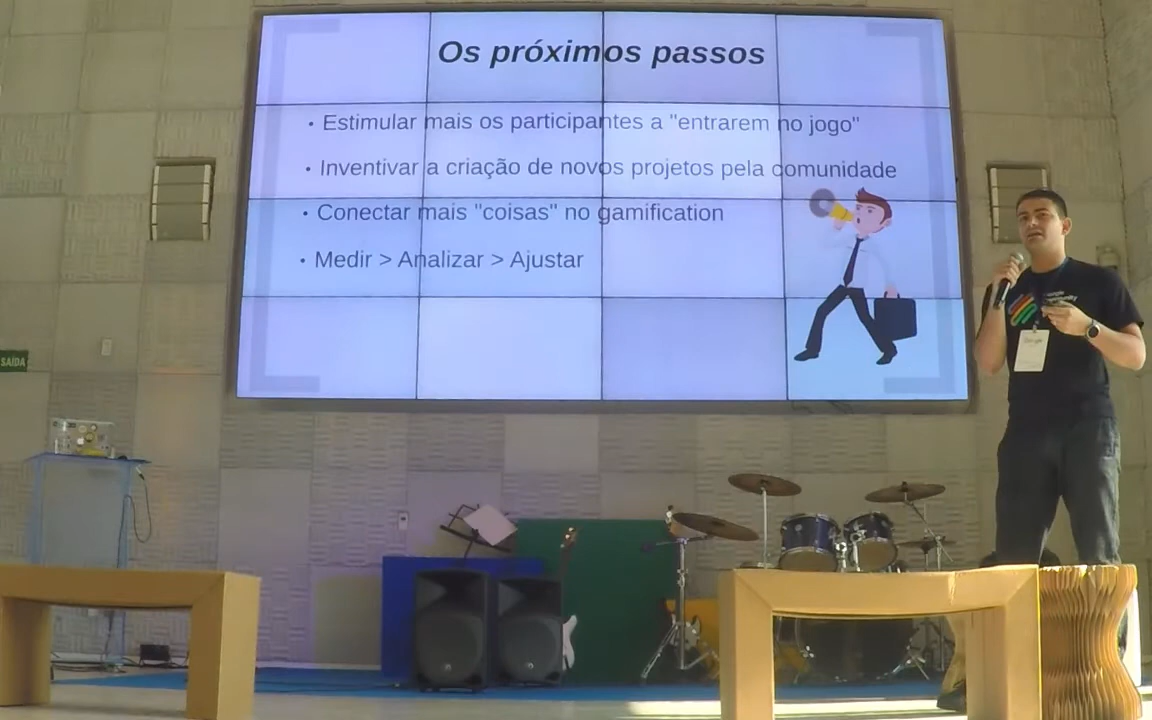 Os próximos passos
• Estimular mais os participantes a "entrarem no jogo"
• Inventivar a criação de novos projetos pela comunidade
• Conectar mais "coisas" no gamification
• Medir > Analizar > Ajustar
SAÍDA